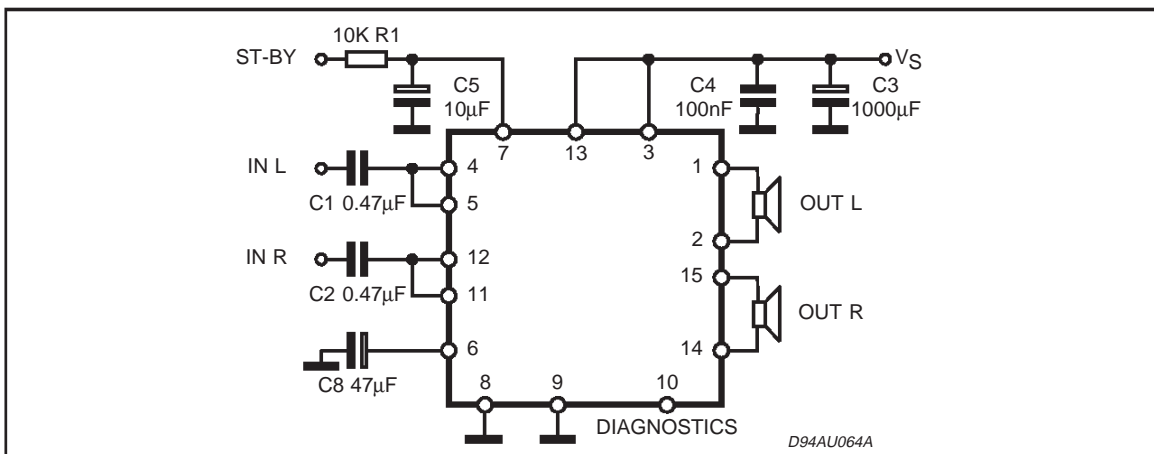 10K R1
ST-BY
C5
10µF
C4
100nF
VS
C3
1000µF
7
13
3
IN L
4
C1 0.47µF
5
1
OUT L
2
IN R
12
C2 0.47µF
11
15
OUT R
14
6
C8 47µF
8
9
10
DIAGNOSTICS
D94AU064A